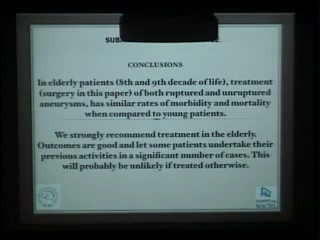 CONCLUSIONS
In elderly patients (8th and 9th decade of life), treatment
(surgery in this paper) of both ruptured and unruptured
aneurysms, has similar rates of morbidity and mortality
when compared to young patients.
We strongly recommend treatment in the elderly.
Outcomes are good and let some patients undertake their
previous activities in a significant number of cases. This
will probably be unlikely if treated otherwise.
HOSPITAL